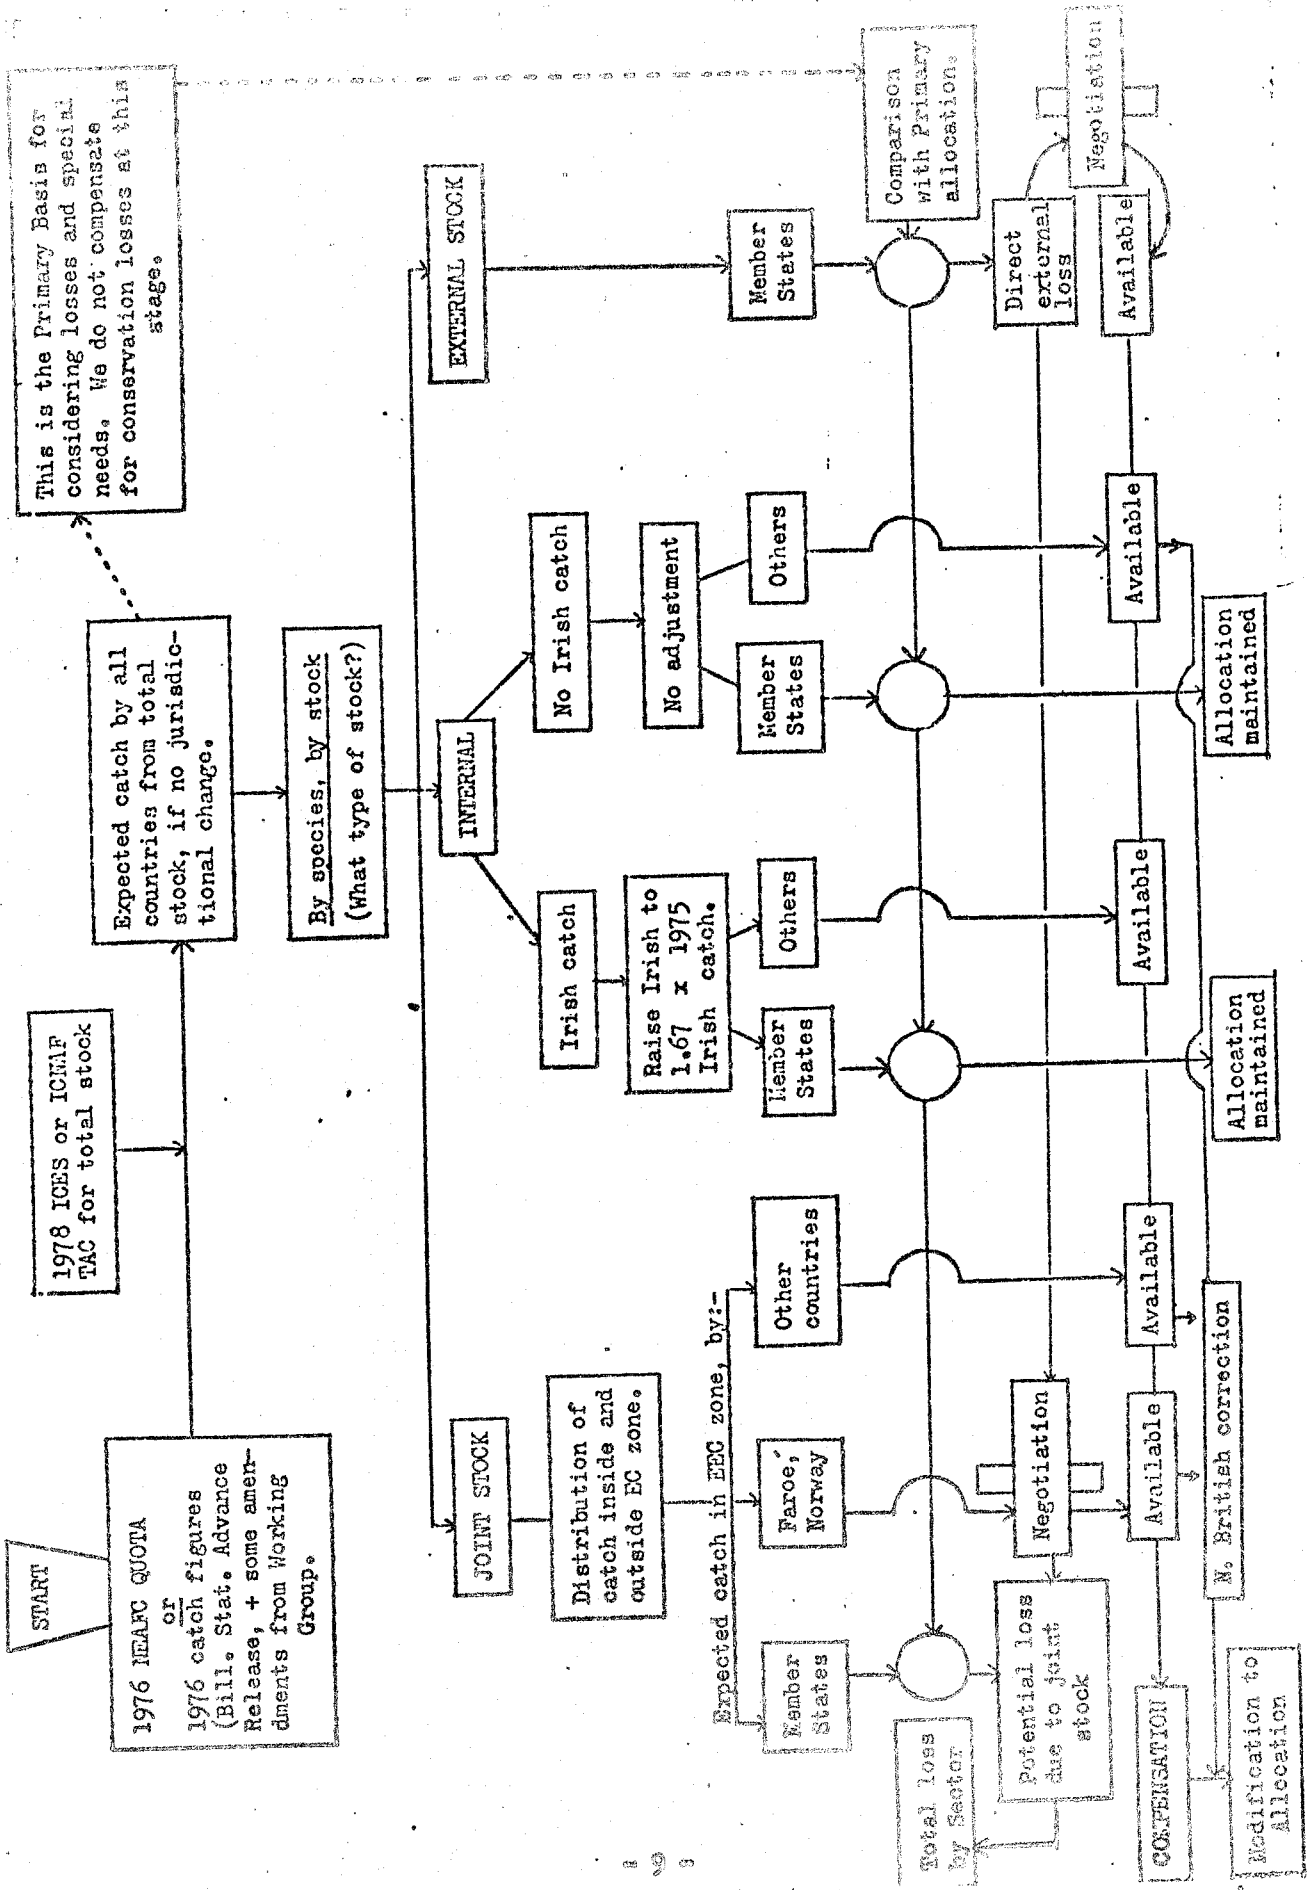 START
1976 NEAFC QUOTA
or
1976 catch figures
(Bill. Stat. Advance
Release, + some amen-
dments from Working
Group.
1978 ICES or ICNAF
TAC for total stock
Expected catch by all
countries from total
stock, if no jurisdic-
tional change.
This is the Primary Basis for
considering losses and special
needs. We do not compensate
for conservation losses at this
stage.
By species, by stock
(What type of stock?)
JOINT STOCK
INTERNAL
EXTERNAL STOCK
Distribution of
catch inside and
outside EC zone.
Irish catch
No Irish catch
Raise Irish to
1.67 x 1975
Irish catch.
No adjustment
Expected catch in EEC zone, by:-
Member
States
Faroe,
Norway
Other
countries
Member
States
Others
Member
States
Others
Member
States
Comparison
with Primary
allocation.
Total loss
by Sector
Potential loss
due to joint
stock
Negotiation
Direct
external
loss
Negotiation
COMPENSATION
Available
Available
Available
Available
Available
N. British correction
Allocation
maintained
Allocation
maintained
Modification to
Allocation
- 9 -